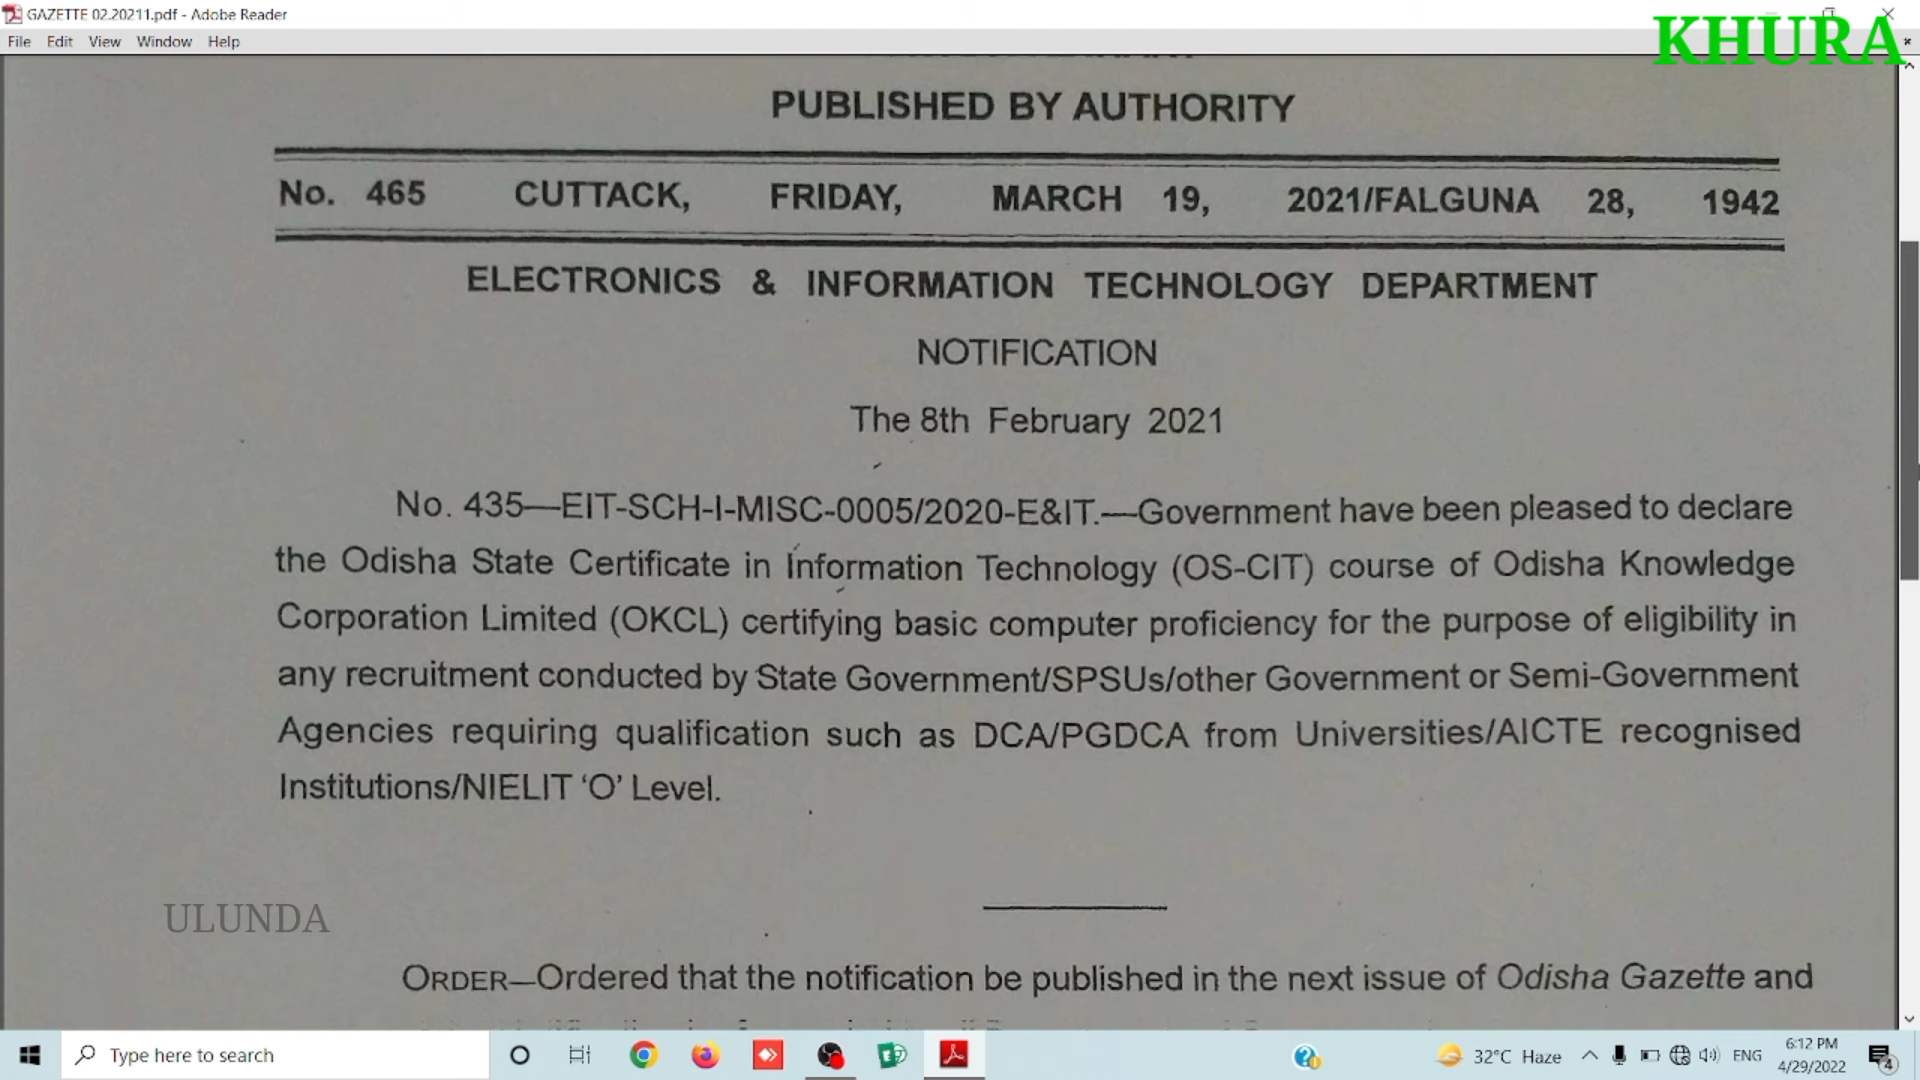 GAZETTE 02.20211.pdf - Adobe Reader
KHURA
File Edit View Window Help
PUBLISHED BY AUTHORITY
No. 465 CUTTACK, FRIDAY, MARCH 19, 2021/FALGUNA 28, 1942
ELECTRONICS & INFORMATION TECHNOLOGY DEPARTMENT
NOTIFICATION
The 8th February 2021
No. 435—EIT-SCH-I-MISC-0005/2020-E&IT.—Government have been pleased to declare
the Odisha State Certificate in Information Technology (OS-CIT) course of Odisha Knowledge
Corporation Limited (OKCL) certifying basic computer proficiency for the purpose of eligibility in
any recruitment conducted by State Government/SPSUs/other Government or Semi-Government
Agencies requiring qualification such as DCA/PGDCA from Universities/AICTE recognised
Institutions/NIELIT ‘O’ Level.
ULUNDA
ORDER—Ordered that the notification be published in the next issue of Odisha Gazette and
Type here to search
32°C Haze
ENG
6:12 PM
4/29/2022
4